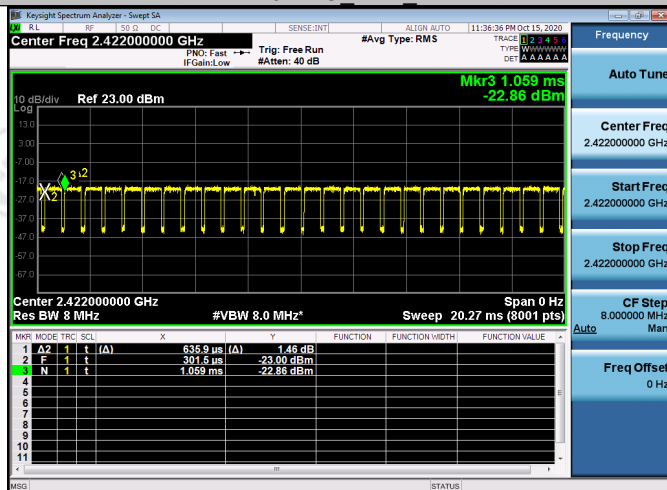 Keysight Spectrum Analyzer - Swept SA
RL RF 50 Ω DC SENSE:INT ALIGN AUTO 11:36:36 PM Oct 15, 2020
Center Freq 2.422000000 GHz
PNO: Fast
IFGain:Low
Trig: Free Run
#Atten: 40 dB
#Avg Type: RMS
TRACE 1 2 3 4 5 6
TYPE WWWWWW
DET A A A A A A
Mkr3 1.059 ms
-22.86 dBm
10 dB/div Ref 23.00 dBm
Log
13.0
3.00
-7.00
-17.0
-27.0
-37.0
-47.0
-57.0
-67.0
Center 2.422000000 GHz Span 0 Hz
Res BW 8 MHz #VBW 8.0 MHz* Sweep 20.27 ms (8001 pts)
MKR MODE TRC SCL X Y FUNCTION FUNCTION WIDTH FUNCTION VALUE
1 Δ2 1 t (Δ) 635.9 µs (Δ) 1.46 dB
2 F 1 t 301.5 µs -23.00 dBm
3 N 1 t 1.059 ms -22.86 dBm
4
5
6
7
8
9
10
11
MSG STATUS
Frequency
Auto Tune
Center Freq
2.422000000 GHz
Start Freq
2.422000000 GHz
Stop Freq
2.422000000 GHz
CF Step
8.000000 MHz
Auto Man
Freq Offset
0 Hz